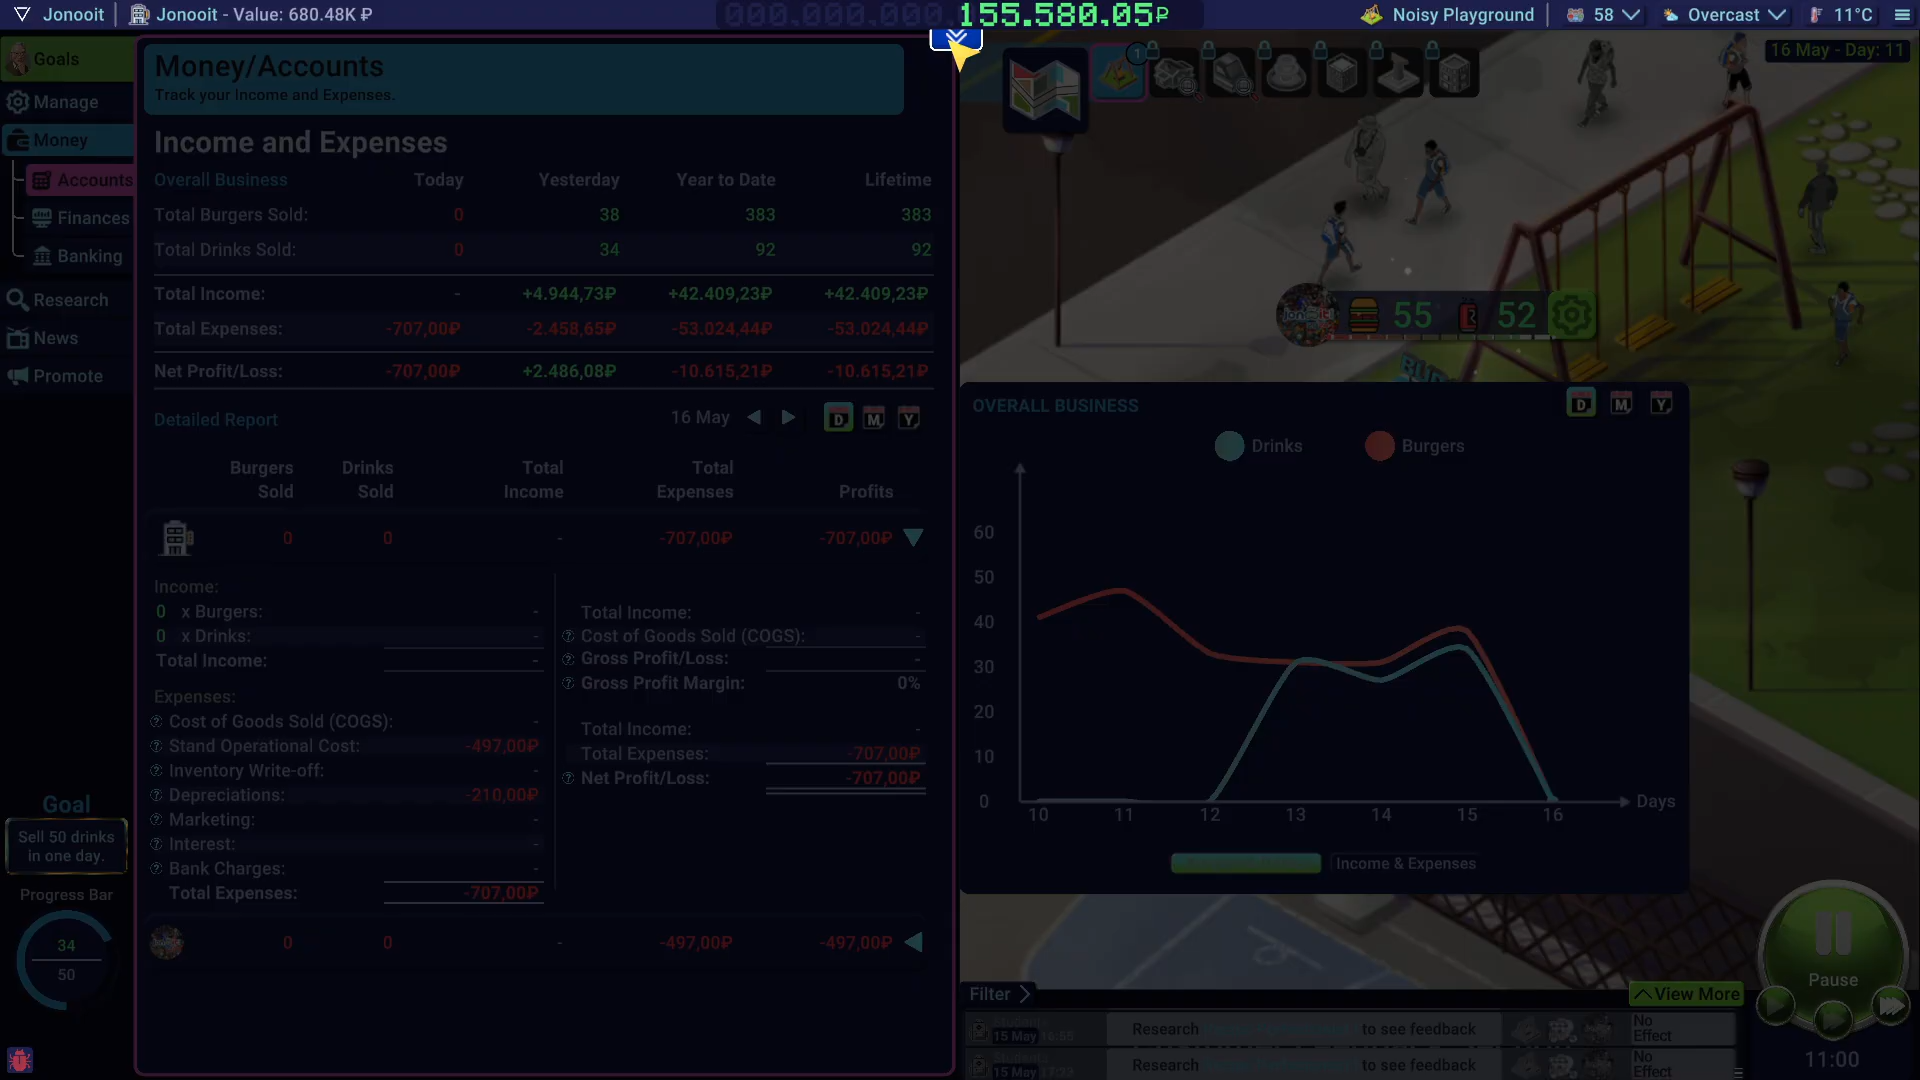 Jonooit
Jonooit - Value: 680.48K ₽
000.000.000.155.580.05₽
Noisy Playground
58
Overcast
11°C
16 May - Day: 11
Goals
Manage
Money
Accounts
Finances
Banking
Research
News
Promote
Money/Accounts
Track your Income and Expenses.
Income and Expenses
Overall Business Today Yesterday Year to Date Lifetime
Total Burgers Sold: 0 38 383 383
Total Drinks Sold: 0 34 92 92
Total Income: - +4.944,73₽ +42.409,23₽ +42.409,23₽
Total Expenses: -707,00₽ -2.458,65₽ -53.024,44₽ -53.024,44₽
Net Profit/Loss: -707,00₽ +2.486,08₽ -10.615,21₽ -10.615,21₽
Detailed Report 16 May D M Y
Burgers Sold Drinks Sold Total Income Total Expenses Profits
0 0 - -707,00₽ -707,00₽
Income:
0 x Burgers: -
0 x Drinks: -
Total Income: -
Expenses:
Cost of Goods Sold (COGS): -
Stand Operational Cost: -497,00₽
Inventory Write-off: -
Depreciations: -210,00₽
Marketing: -
Interest: -
Bank Charges: -
Total Expenses: -707,00₽
Total Income: -
Cost of Goods Sold (COGS): -
Gross Profit/Loss: -
Gross Profit Margin: 0%
Total Income: -
Total Expenses: -707,00₽
Net Profit/Loss: -707,00₽
0 0 - -497,00₽ -497,00₽
Goal
Sell 50 drinks
in one day.
Progress Bar
34
50
1
55 52
OVERALL BUSINESS D M Y
Drinks Burgers
60
50
40
30
20
10
0
10 11 12 13 14 15 16 Days
Income & Expenses
Filter
View More
Students
15 May 16:55
Research to see feedback
No
Effect
Students
15 May 17:23
Research to see feedback
No
Effect
Pause
11:00